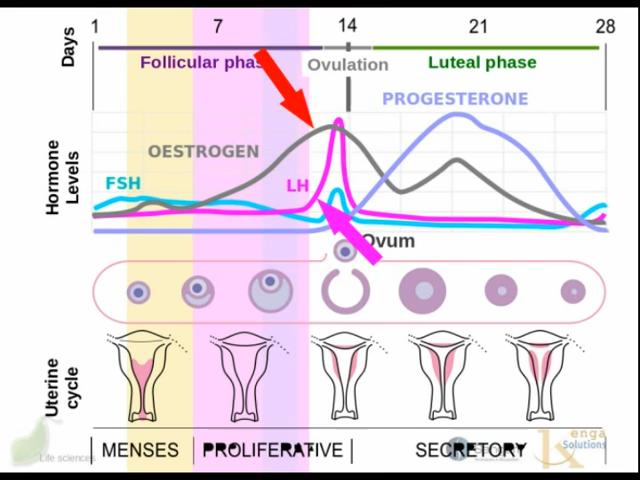 Days
1 7 14 21 28
Follicular phas
Ovulation
Luteal phase
Hormone
Levels
PROGESTERONE
OESTROGEN
FSH
LH
Ovum
Uterine
cycle
MENSES
PROLIFERATIVE
SECRETORY
Life sciences
enga
Solutions